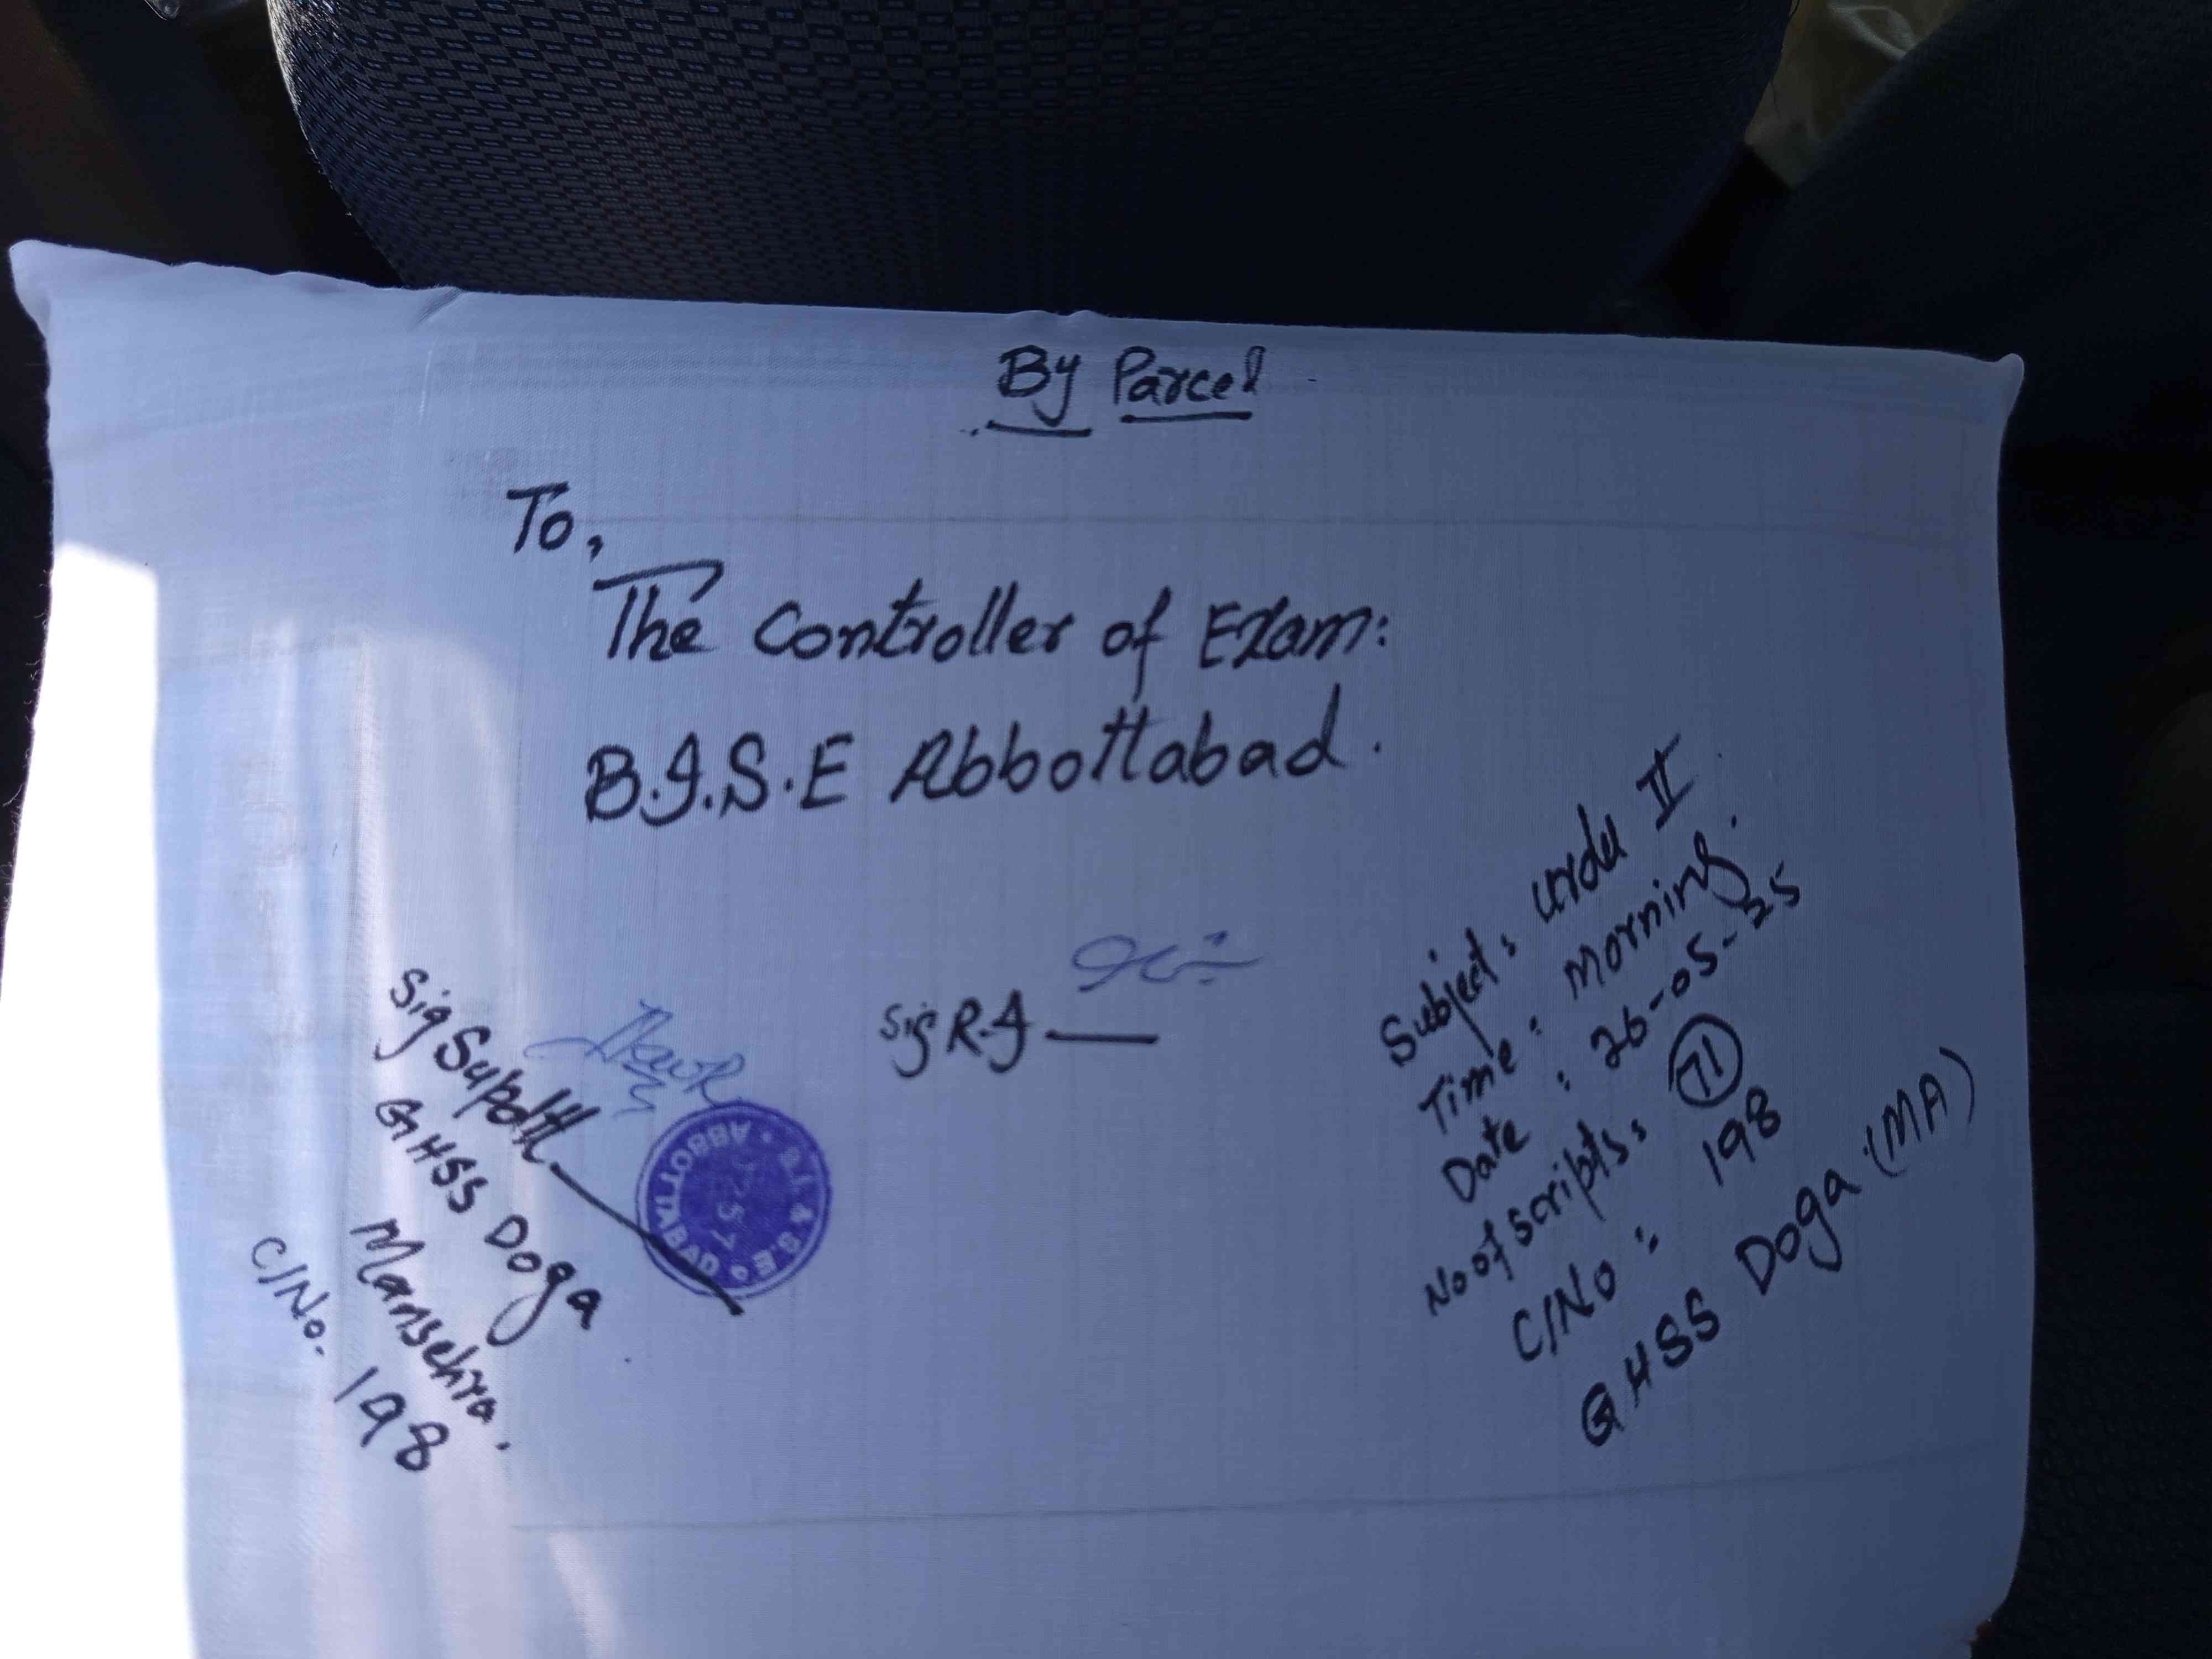 By Parcel
To,
The Controller of Exam:
B.I.S.E Abbottabad.
Sig R.I
Sig Supdtt
GHSS Doga
Mansehra.
C/No. 198
B.I & S.E ABBOTTABAD
Subject: Urdu II
Time: Morning.
Date: 26-05-25
No of scripts: 71
C/No: 198
GHSS Doga (MA)